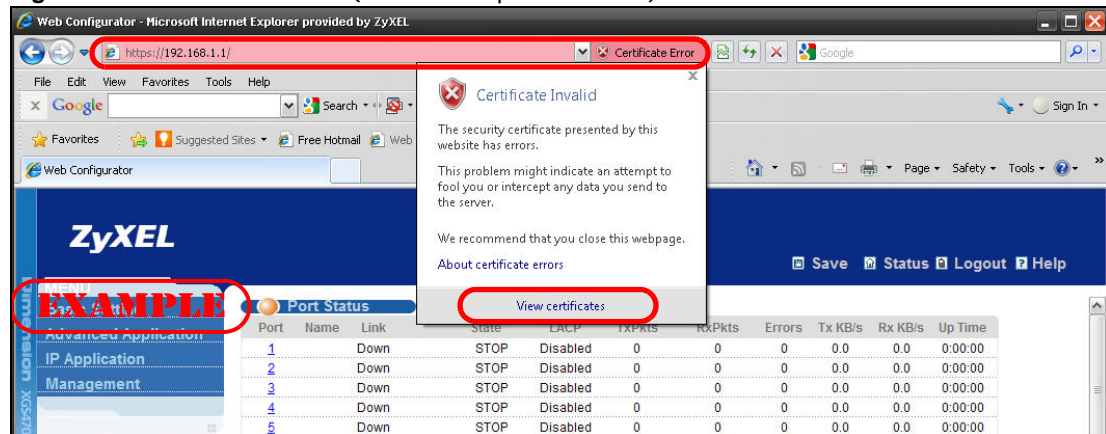 Web Configurator - Microsoft Internet Explorer provided by ZyXEL
https://192.168.1.1/
Certificate Error
Google
File Edit View Favorites Tools Help
x Google Search
Sign In
Favorites Suggested Sites Free Hotmail Web
Web Configurator
Page Safety Tools
Certificate Invalid
The security certificate presented by this
website has errors.
This problem might indicate an attempt to
fool you or intercept any data you send to
the server.
We recommend that you close this webpage.
About certificate errors
View certificates
ZyXEL
Save Status Logout Help
MENU
EXAMPLE
Advanced Application
IP Application
Management
Dimension XGS470
Port Status
Port Name Link State LACP TxPkts RxPkts Errors Tx KB/s Rx KB/s Up Time
1 Down STOP Disabled 0 0 0 0.0 0.0 0:00:00
2 Down STOP Disabled 0 0 0 0.0 0.0 0:00:00
3 Down STOP Disabled 0 0 0 0.0 0.0 0:00:00
4 Down STOP Disabled 0 0 0 0.0 0.0 0:00:00
5 Down STOP Disabled 0 0 0 0.0 0.0 0:00:00